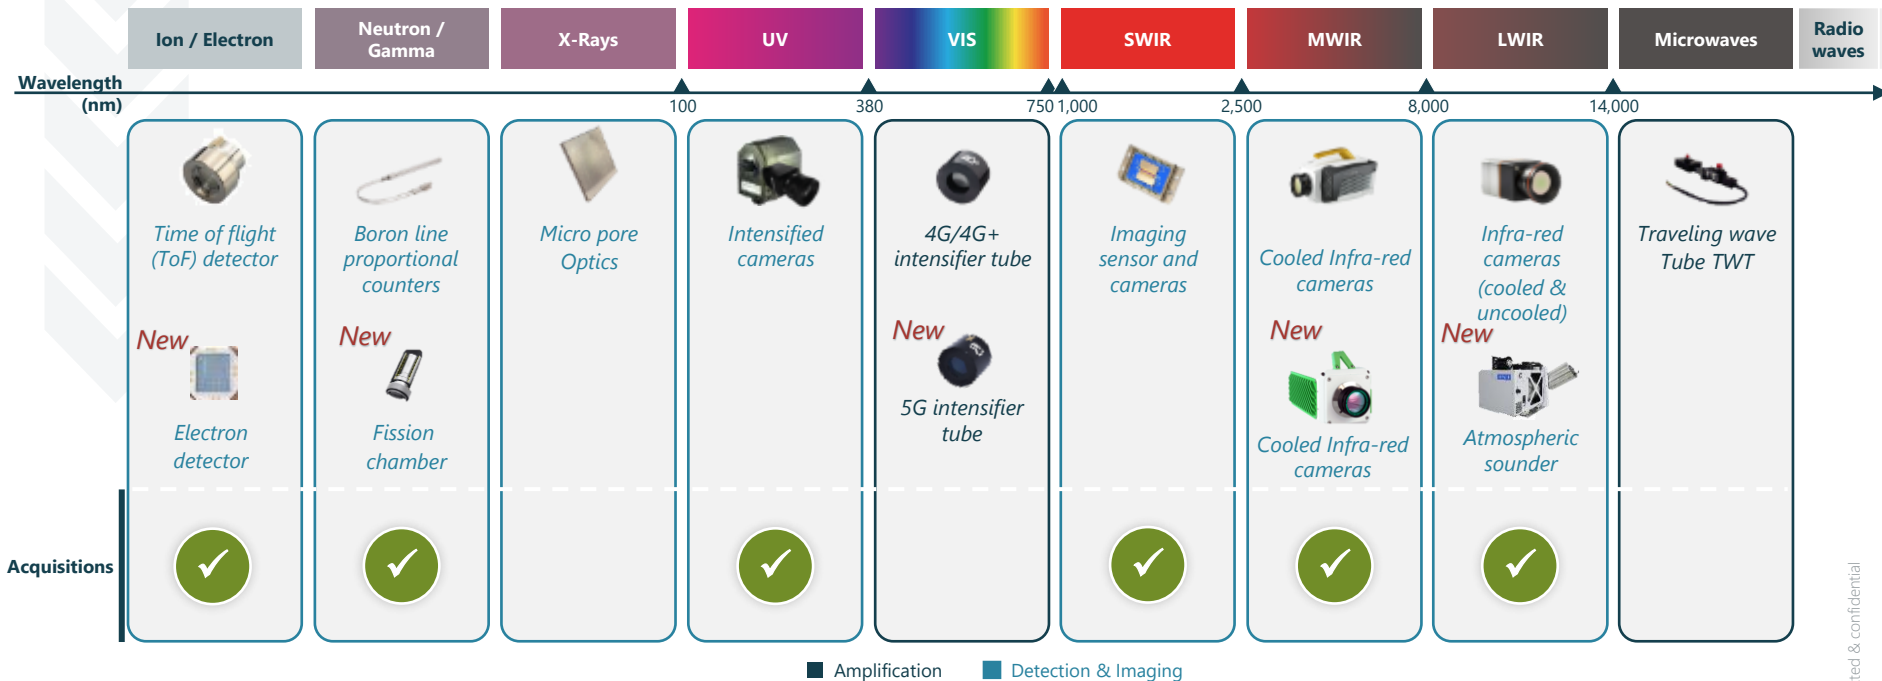 Ion / Electron
Neutron /
Gamma
X-Rays
UV
VIS
SWIR
MWIR
LWIR
Microwaves
Radio
waves
Wavelength
(nm)
100
380
750
1,000
2,500
8,000
14,000
Time of flight
(ToF) detector
New
Electron
detector
Boron line
proportional
counters
New
Fission
chamber
Micro pore
Optics
Intensified
cameras
4G/4G+
intensifier tube
New
5G intensifier
tube
Imaging
sensor and
cameras
Cooled Infra-red
cameras
New
Cooled Infra-red
cameras
Infra-red
cameras
(cooled &
uncooled)
New
Atmospheric
sounder
Traveling wave
Tube TWT
Acquisitions
Amplification
Detection & Imaging
& confidential